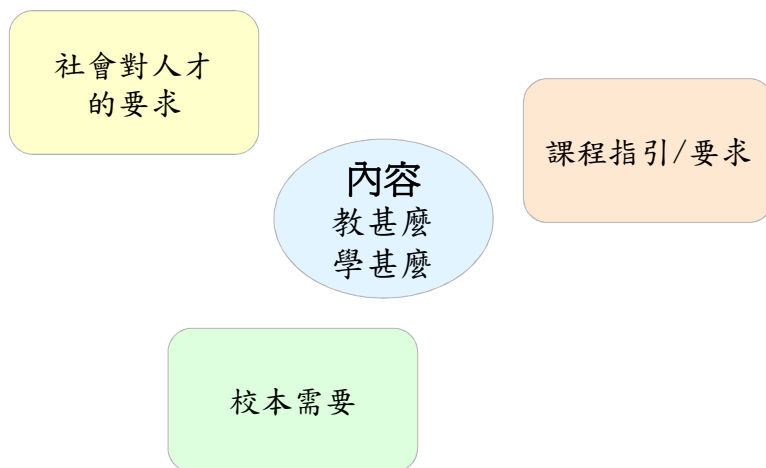 社會對人才
的要求
課程指引/要求
內容
教甚麼
學甚麼
校本需要